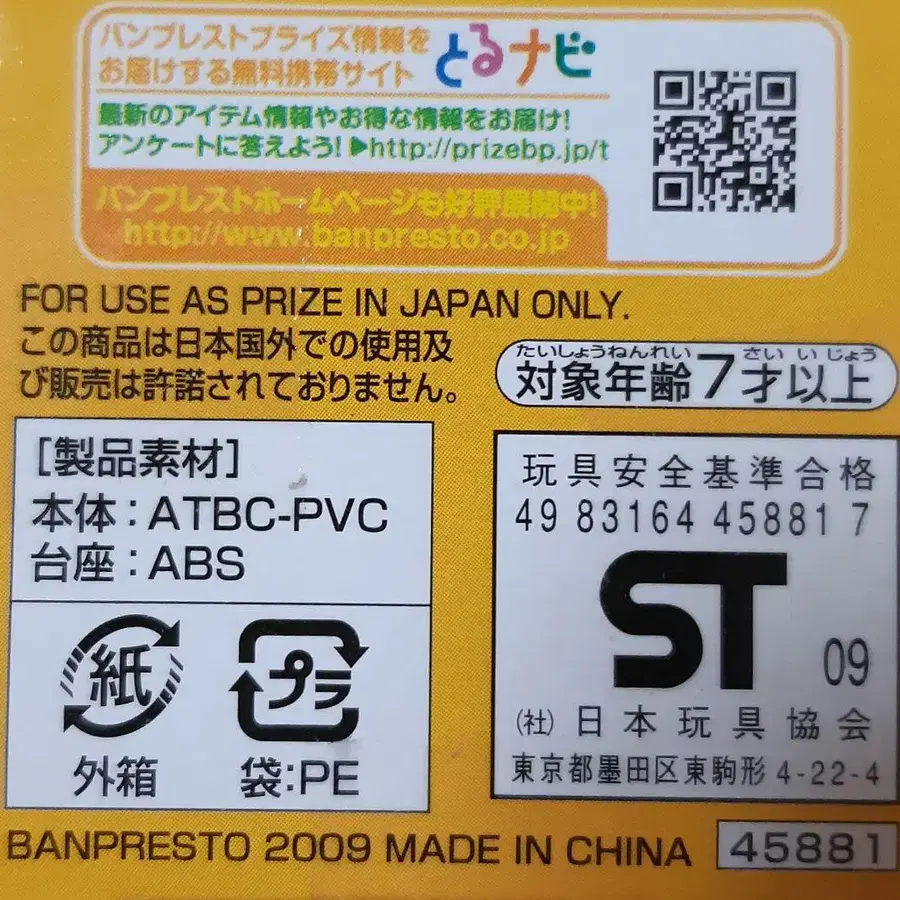 バンプレストプライズ情報を
お届けする無料携帯サイト
とるナビ
最新のアイテム情報やお得な情報をお届け!
アンケートに答えよう!▶http://prizebp.jp/t
バンプレストホームページも好評展開中!
http://www.banpresto.co.jp
FOR USE AS PRIZE IN JAPAN ONLY.
この商品は日本国外での使用及
び販売は許諾されておりません。
たいしょうねんれい さい いじょう
対象年齢7才以上
[製品素材]
本体:ATBC-PVC
台座:ABS
紙
外箱
プラ
袋:PE
玩具安全基準合格
49 83164 45881 7
ST
09
(社)日本玩具協会
東京都墨田区東駒形 4-22-4
BANPRESTO 2009 MADE IN CHINA
45881